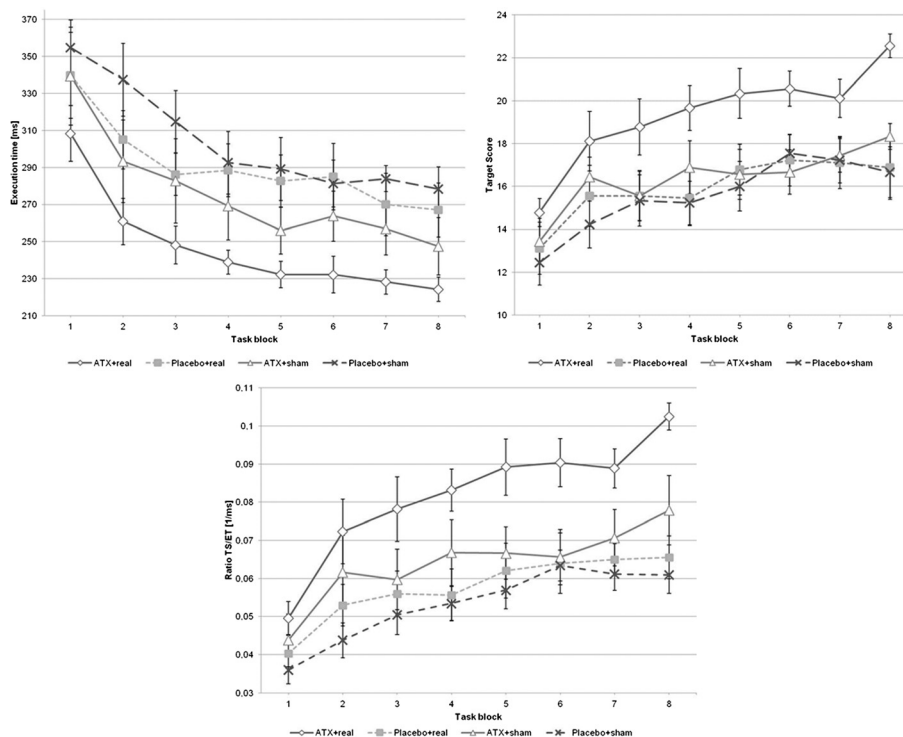 Execution time [ms]
370
350
330
310
290
270
250
230
210
1 2 3 4 5 6 7 8
Task block
ATX+real Placebo+real ATX+sham Placebo+sham
Target Score
24
22
20
18
16
14
12
10
1 2 3 4 5 6 7 8
Task block
ATX+real Placebo+real ATX+sham Placebo+sham
Ratio TS/ET [1/ms]
0,11
0,1
0,09
0,08
0,07
0,06
0,05
0,04
0,03
1 2 3 4 5 6 7 8
Task block
ATX+real Placebo+real ATX+sham Placebo+sham